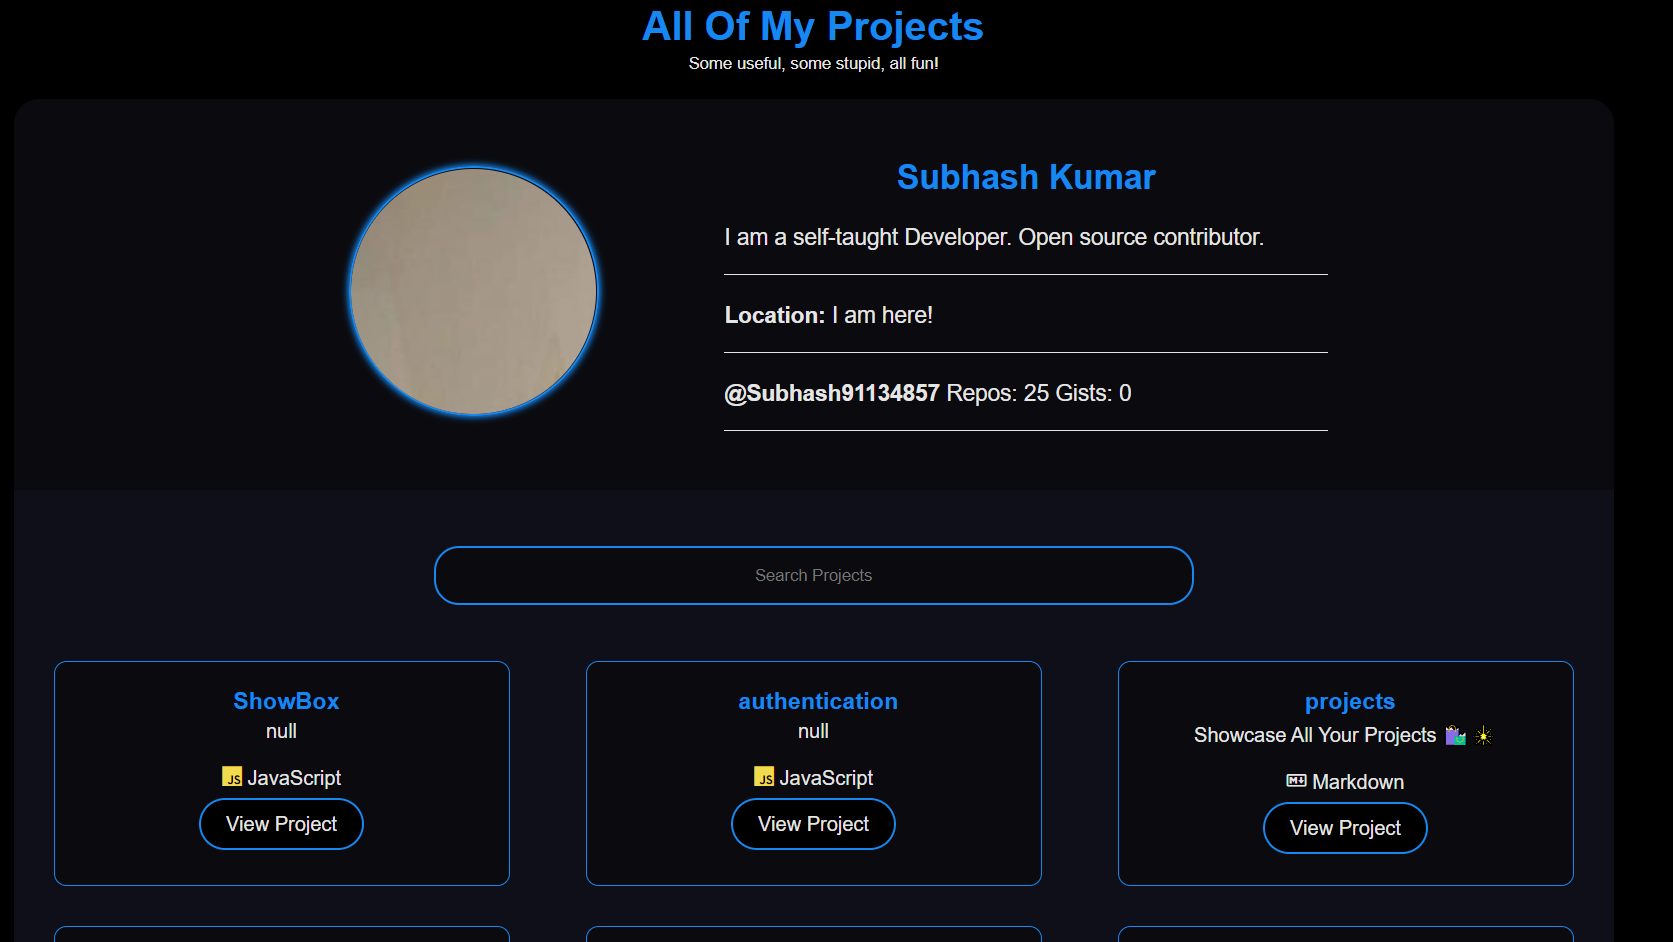 All Of My Projects
Some useful, some stupid, all fun!
Subhash Kumar
I am a self-taught Developer. Open source contributor.
Location: I am here!
@Subhash91134857 Repos: 25 Gists: 0
Search Projects
ShowBox
null
JS JavaScript
View Project
authentication
null
JS JavaScript
View Project
projects
Showcase All Your Projects 🛍️ ✨
M Markdown
View Project